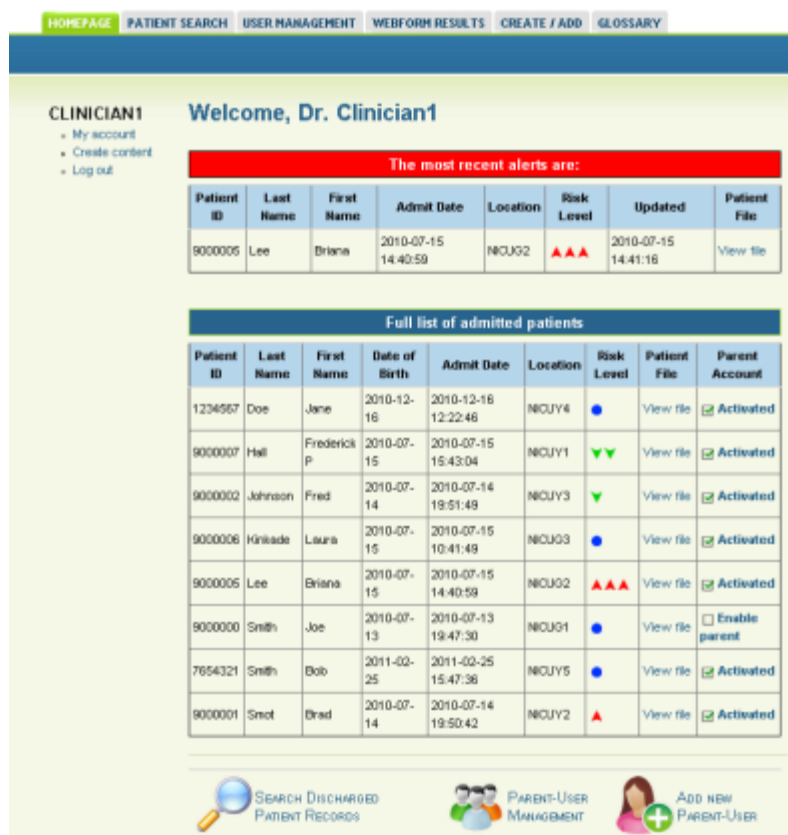 HOMEPAGE PATIENT SEARCH USER MANAGEMENT WEBFORM RESULTS CREATE / ADD GLOSSARY
CLINICIAN1
My account
Create content
Log out
Welcome, Dr. Clinician1
The most recent alerts are:
Patient ID Last Name First Name Admit Date Location Risk Level Updated Patient File
9000005 Lee Briana 2010-07-15 14:40:59 NICUG2 2010-07-15 14:41:16 View file
Full list of admitted patients
Patient ID Last Name First Name Date of Birth Admit Date Location Risk Level Patient File Parent Account
1234567 Doe Jane 2010-12-16 2010-12-16 12:22:46 NICUY4 View file Activated
9000007 Hall Frederick P 2010-07-15 2010-07-15 15:43:04 NICUY1 View file Activated
9000002 Johnson Fred 2010-07-14 2010-07-14 19:51:49 NICUY3 View file Activated
9000006 Kinkade Laura 2010-07-15 2010-07-15 10:41:49 NICUG3 View file Activated
9000005 Lee Briana 2010-07-15 2010-07-15 14:40:59 NICUG2 View file Activated
9000000 Smith Joe 2010-07-13 2010-07-13 19:47:30 NICUG1 View file Enable parent
7654321 Smith Bob 2011-02-25 2011-02-25 15:47:36 NICUY5 View file Activated
9000001 Smot Brad 2010-07-14 2010-07-14 19:50:42 NICUY2 View file Activated
SEARCH DISCHARGED PATIENT RECORDS
PARENT-USER MANAGEMENT
ADD NEW PARENT-USER